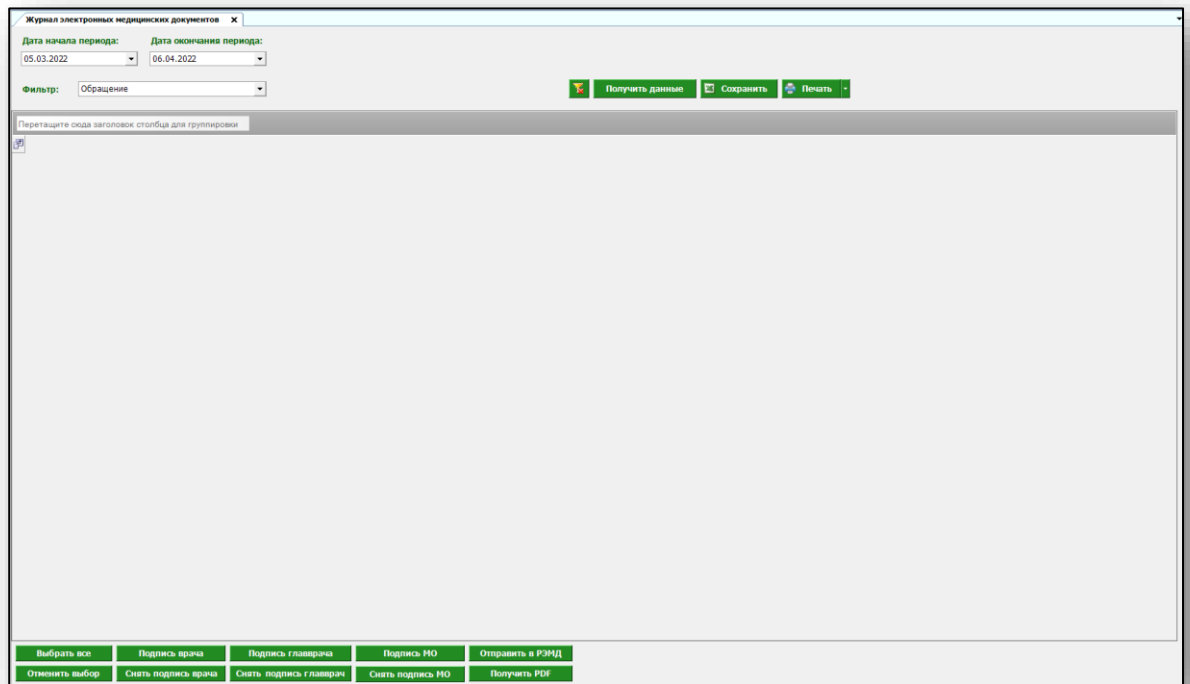 Журнал электронных медицинских документов X
Дата начала периода: Дата окончания периода:
05.03.2022 06.04.2022
Фильтр: Обращение Получить данные Сохранить Печать
Перетащите сюда заголовок столбца для группировки
Выбрать все Подпись врача Подпись главврача Подпись МО Отправить в РЭМД
Отменить выбор Снять подпись врача Снять подпись главврач Снять подпись МО Получить PDF